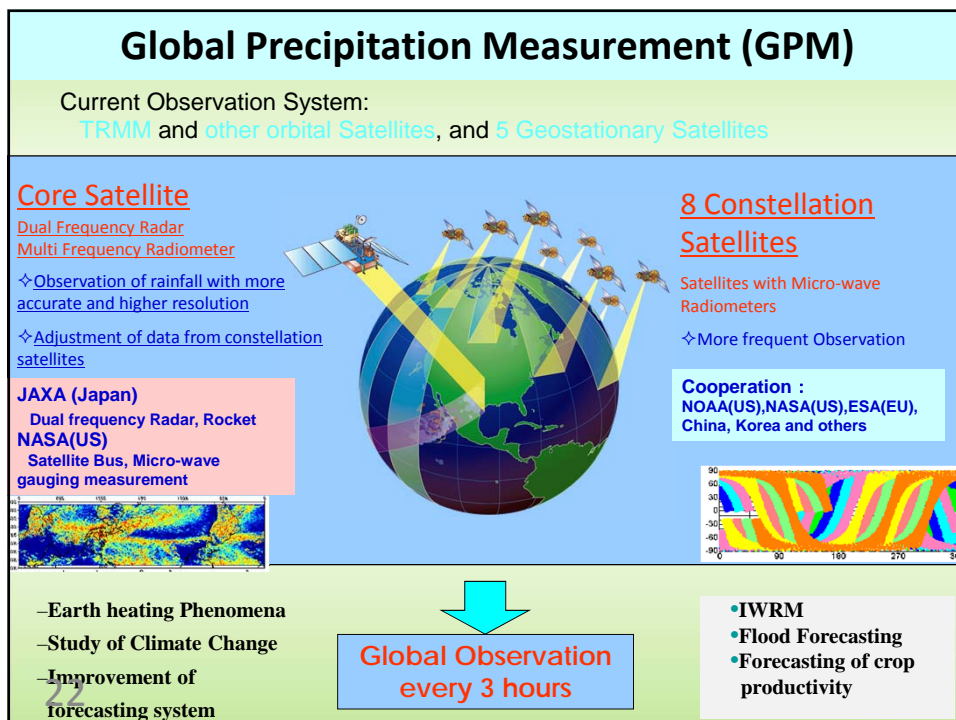 Global Precipitation Measurement (GPM)
Current Observation System:
TRMM and other orbital Satellites, and 5 Geostationary Satellites
Core Satellite
Dual Frequency Radar
Multi Frequency Radiometer
✧Observation of rainfall with more
accurate and higher resolution
✧Adjustment of data from constellation
satellites
JAXA (Japan)
Dual frequency Radar, Rocket
NASA(US)
Satellite Bus, Micro-wave
gauging measurement
8 Constellation
Satellites
Satellites with Micro-wave
Radiometers
✧More frequent Observation
Cooperation :
NOAA(US),NASA(US),ESA(EU),
China, Korea and others
90
60
30
0
-30
-60
-90
0 90 180 270
–Earth heating Phenomena
–Study of Climate Change
–Improvement of
forecasting system
22
Global Observation
every 3 hours
•IWRM
•Flood Forecasting
•Forecasting of crop
productivity